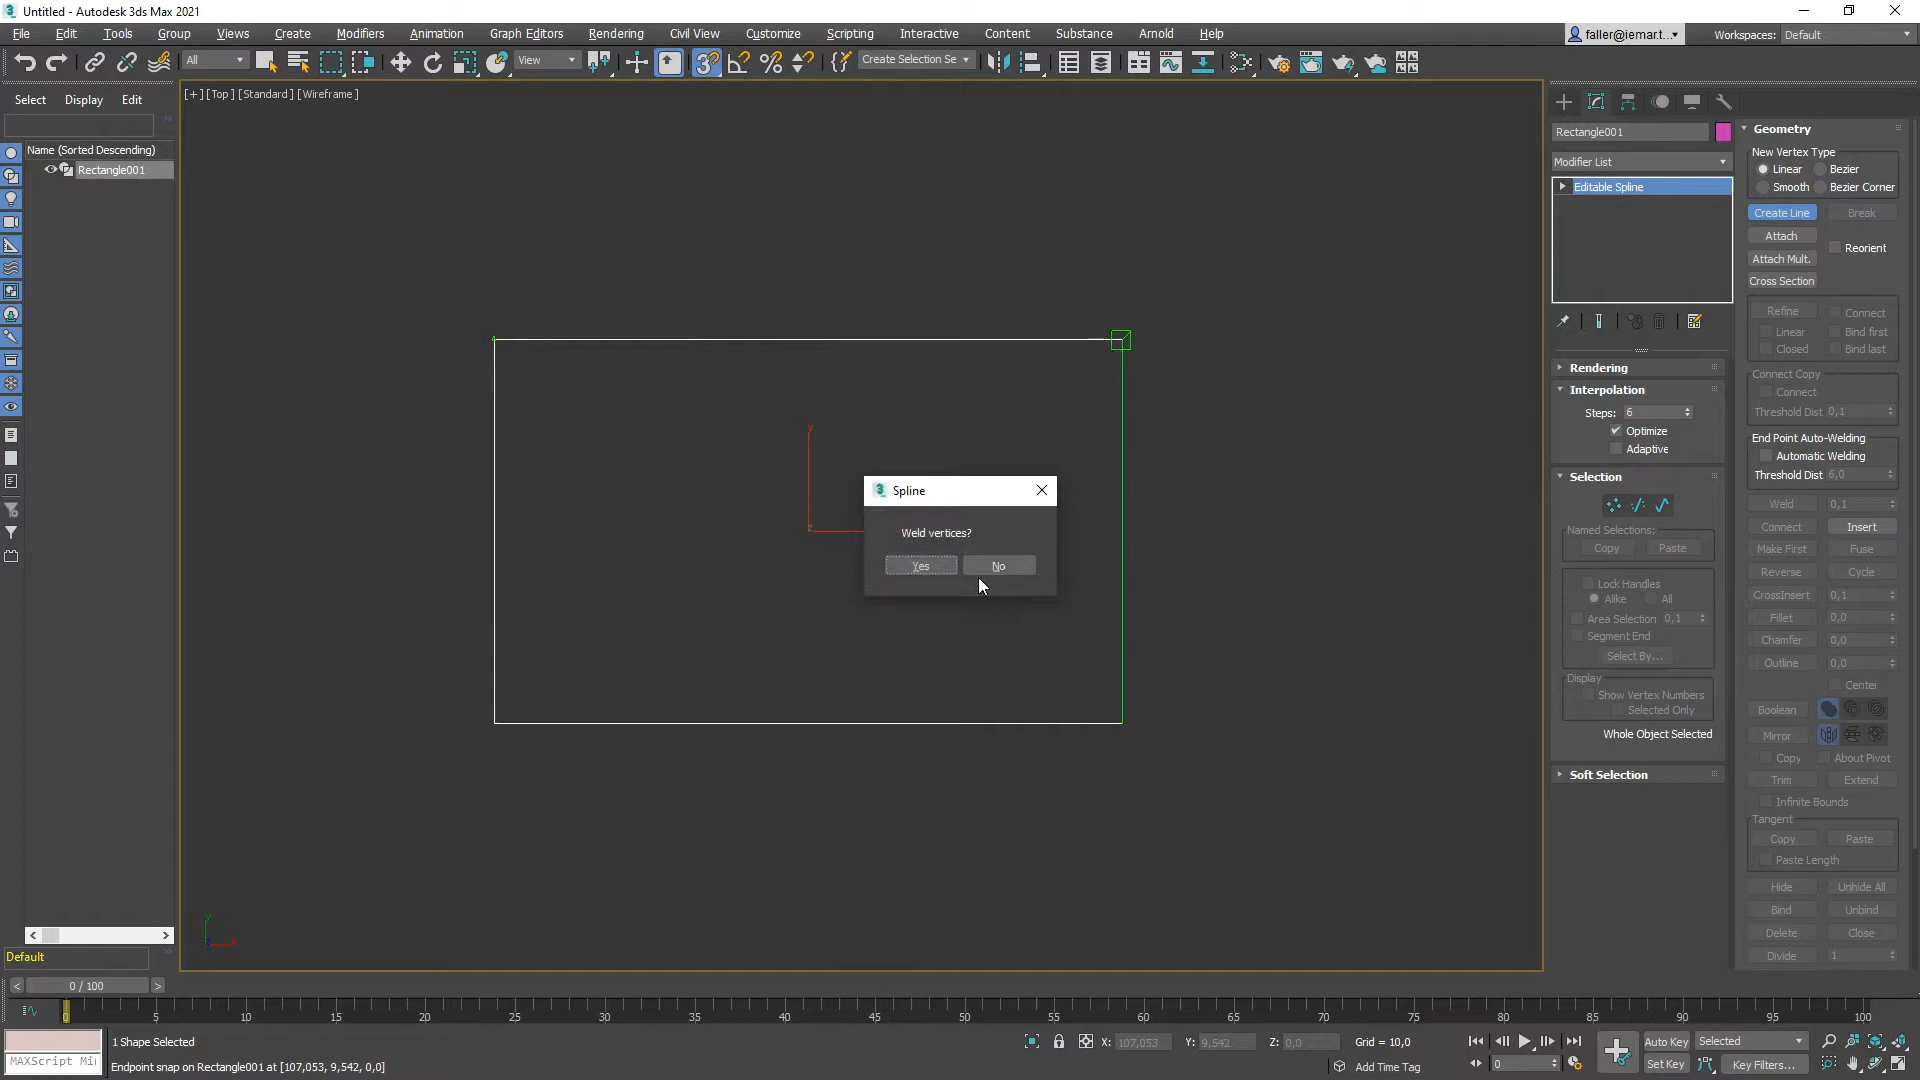 Untitled - Autodesk 3ds Max 2021
File Edit Tools Group Views Create Modifiers Animation Graph Editors Rendering Civil View Customize Scripting Interactive Content Substance Arnold Help faller@iemar.t... Workspaces: Default
All View Create Selection Se
Select Display Edit
[+] [Top] [Standard] [Wireframe]
Name (Sorted Descending)
Rectangle001
Spline
Weld vertices?
Yes No
y
z
y
x
Rectangle001
Modifier List
Editable Spline
Rendering
Interpolation
Steps: 6
Optimize
Adaptive
Selection
Named Selections:
Copy Paste
Lock Handles
Alike All
Area Selection 0,1
Segment End
Select By...
Display
Show Vertex Numbers
Selected Only
Whole Object Selected
Soft Selection
Geometry
New Vertex Type
Linear Bezier
Smooth Bezier Corner
Create Line Break
Attach
Reorient
Attach Mult.
Cross Section
Refine Connect
Linear Bind first
Closed Bind last
Connect Copy
Connect
Threshold Dist 0,1
End Point Auto-Welding
Automatic Welding
Threshold Dist 6,0
Weld 0,1
Connect Insert
Make First Fuse
Reverse Cycle
CrossInsert 0,1
Fillet 0,0
Chamfer 0,0
Outline 0,0
Center
Boolean
Mirror
Copy About Pivot
Trim Extend
Infinite Bounds
Tangent
Copy Paste
Paste Length
Hide Unhide All
Bind Unbind
Delete Close
Divide 1
Default
< 0 / 100 >
0 5 10 15 20 25 30 35 40 45 50 55 60 65 70 75 80 85 90 95 100
1 Shape Selected X: 107,053 Y: 9,542 Z: 0,0 Grid = 10,0 Auto Key Selected
MAXScript Mi Endpoint snap on Rectangle001 at [107,053, 9,542, 0,0] Add Time Tag 0 Set Key Key Filters...